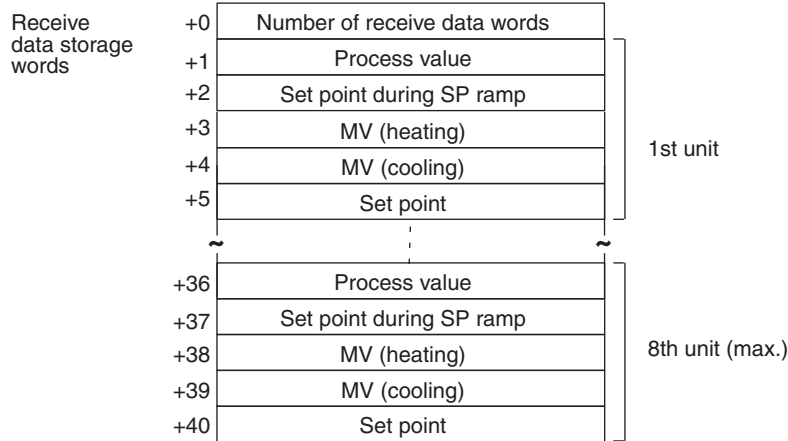 Receive
data storage
words
+0 Number of receive data words
+1 Process value
+2 Set point during SP ramp
+3 MV (heating)
+4 MV (cooling)
+5 Set point
1st unit
+36 Process value
+37 Set point during SP ramp
+38 MV (heating)
+39 MV (cooling)
+40 Set point
8th unit (max.)